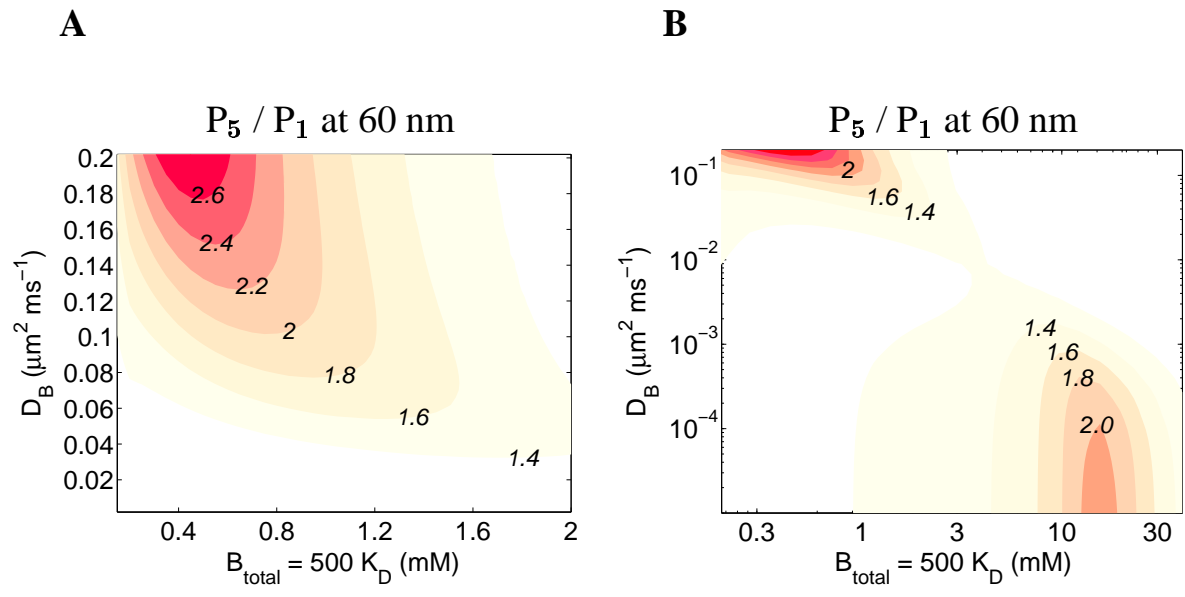 A
P5 / P1 at 60 nm
0.2
0.18
0.16
0.14
0.12
0.1
0.08
0.06
0.04
0.02
2.6
2.4
2.2
2
1.8
1.6
1.4
0.4 0.8 1.2 1.6 2
DB (μm2 ms−1)
Btotal = 500 KD (mM)
B
P5 / P1 at 60 nm
10−1
10−2
10−3
10−4
2
1.6
1.4
1.4
1.6
1.8
2.0
0.3 1 3 10 30
DB (μm2 ms−1)
Btotal = 500 KD (mM)